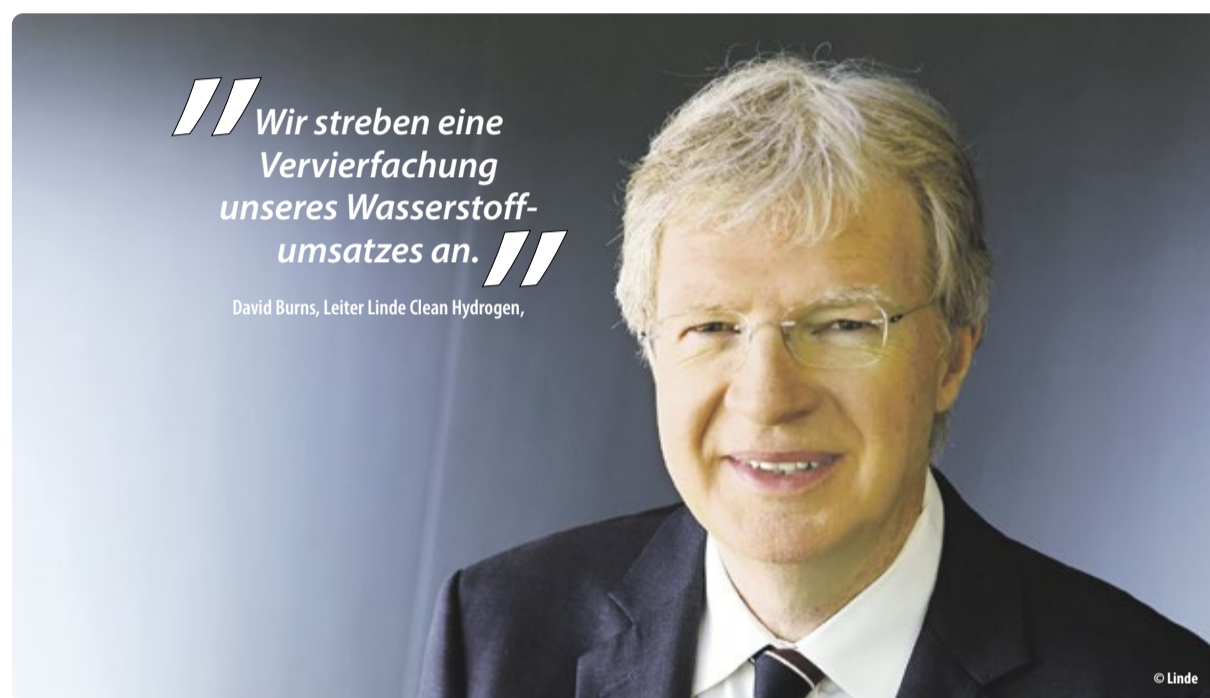 "Wir streben eine
Vervierfachung
unseres Wasserstoff-
umsatzes an."
David Burns, Leiter Linde Clean Hydrogen,
© Linde